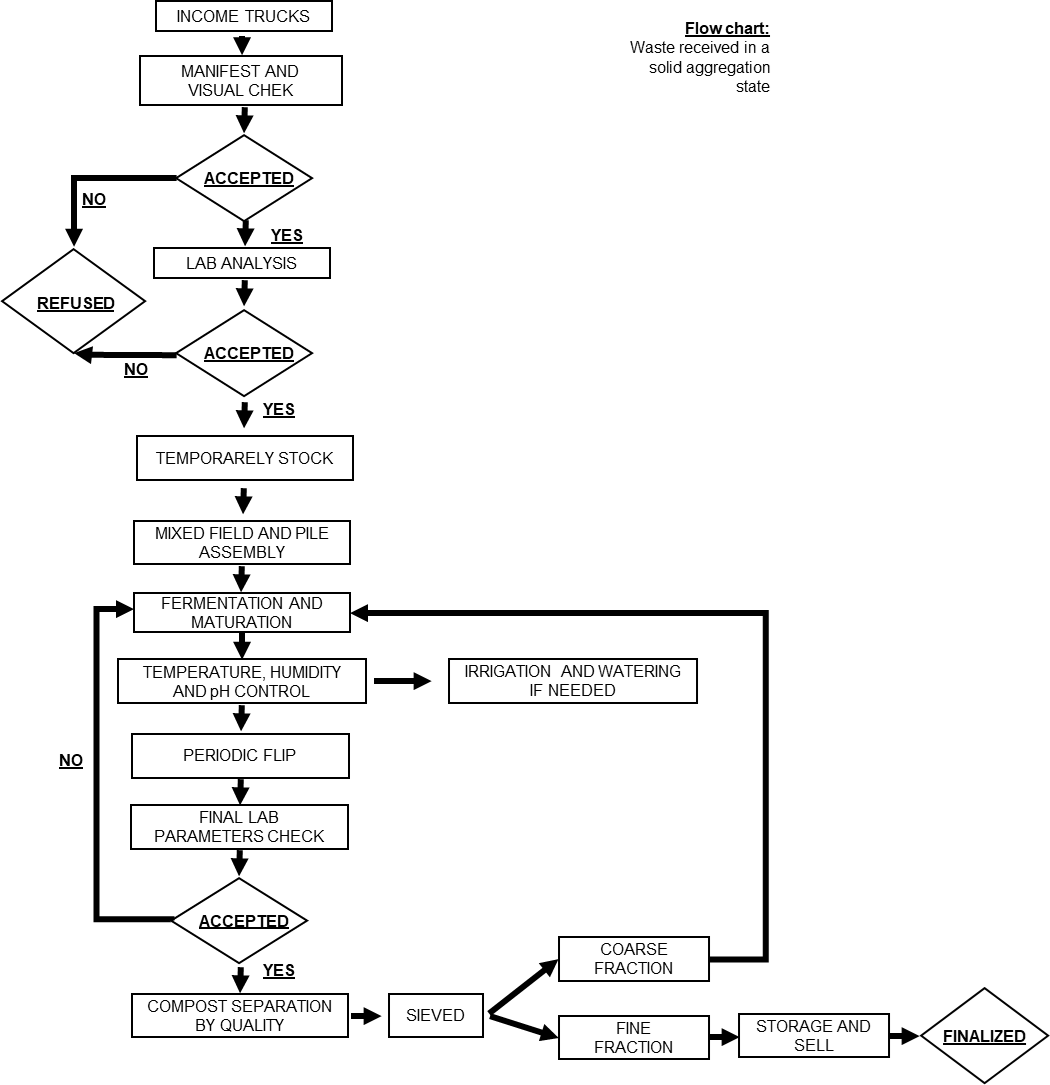 INCOME TRUCKS
Flow chart:
Waste received in a
solid aggregation
state
MANIFEST AND
VISUAL CHEK
ACCEPTED
NO
YES
LAB ANALYSIS
REFUSED
ACCEPTED
NO
YES
TEMPORARELY STOCK
MIXED FIELD AND PILE
ASSEMBLY
FERMENTATION AND
MATURATION
TEMPERATURE, HUMIDITY
AND pH CONTROL
IRRIGATION AND WATERING
IF NEEDED
PERIODIC FLIP
NO
FINAL LAB
PARAMETERS CHECK
ACCEPTED
YES
COMPOST SEPARATION
BY QUALITY
SIEVED
COARSE
FRACTION
FINE
FRACTION
STORAGE AND
SELL
FINALIZED